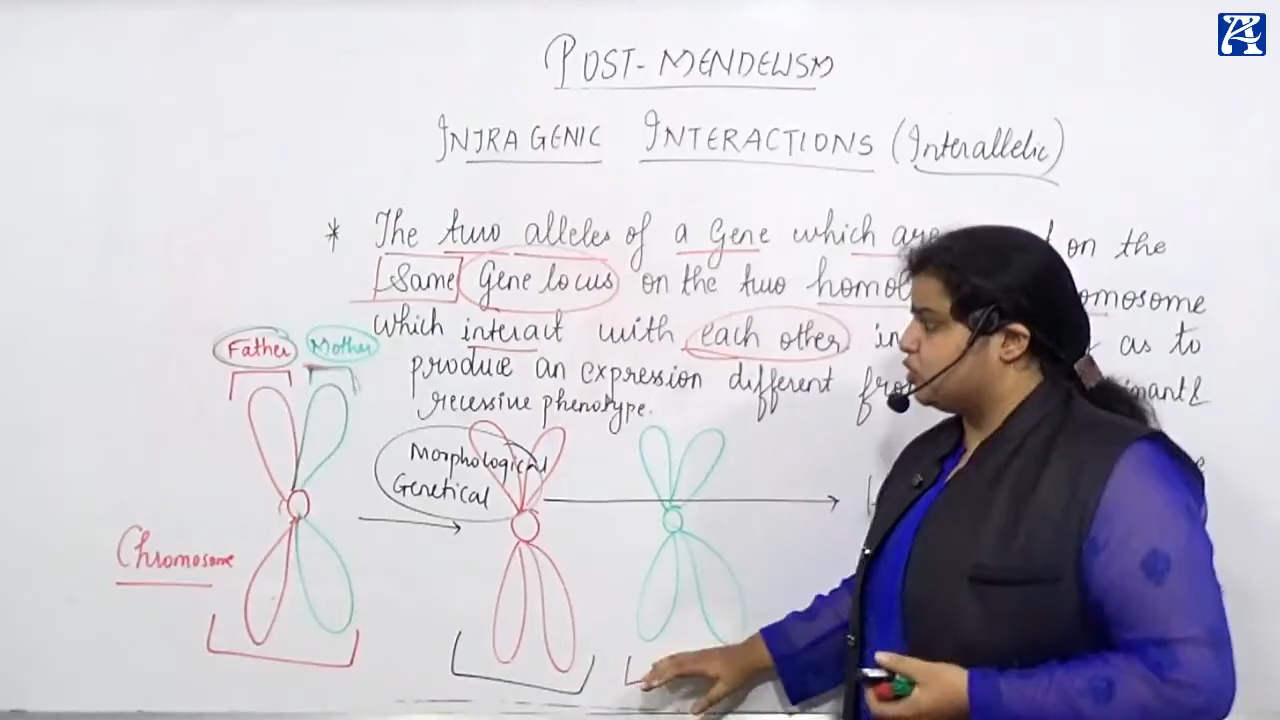 POST-MENDELISM
INTRAGENIC INTERACTIONS (Interallelic)
* The two alleles of a Gene which are on the
Same Gene locus on the two
which interact with each other in as to
produce an expression different
recessive phenotype.
Father Mother
Morphological
Genetical
Chromosome